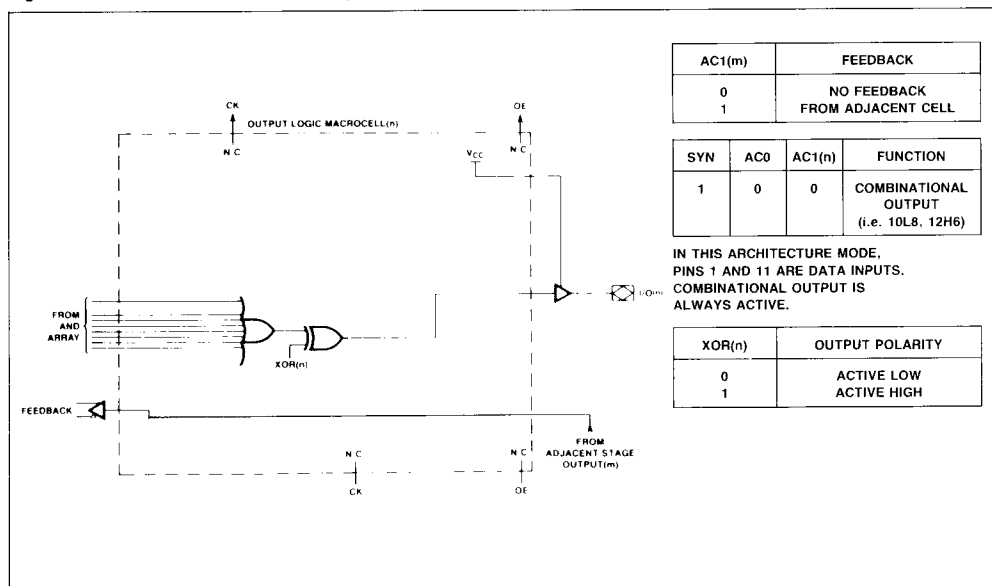 CK
OE
OUTPUT LOGIC MACROCELL(n)
N C
VCC
N C
FROM
AND
ARRAY
XOR(n)
FEEDBACK
FROM
ADJACENT STAGE
OUTPUT(m)
N C
CK
N C
OE
AC1(m) FEEDBACK
0 NO FEEDBACK
1 FROM ADJACENT CELL
SYN AC0 AC1(n) FUNCTION
1 0 0 COMBINATIONAL
OUTPUT
(i.e. 10L8, 12H6)
IN THIS ARCHITECTURE MODE,
PINS 1 AND 11 ARE DATA INPUTS.
COMBINATIONAL OUTPUT IS
ALWAYS ACTIVE.
XOR(n) OUTPUT POLARITY
0 ACTIVE LOW
1 ACTIVE HIGH